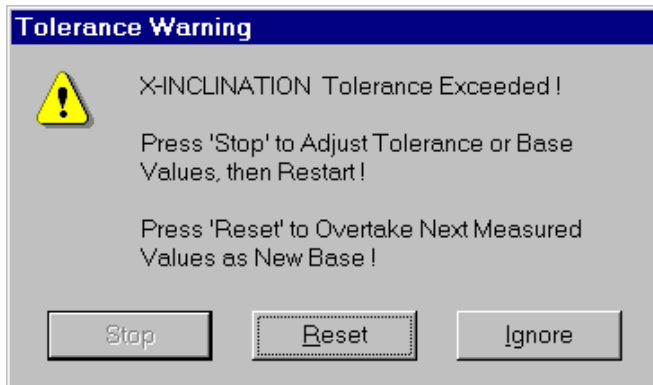 Tolerance Warning
X-INCLINATION Tolerance Exceeded !
Press 'Stop' to Adjust Tolerance or Base
Values, then Restart !
Press 'Reset' to Overtake Next Measured
Values as New Base !
Stop Reset Ignore